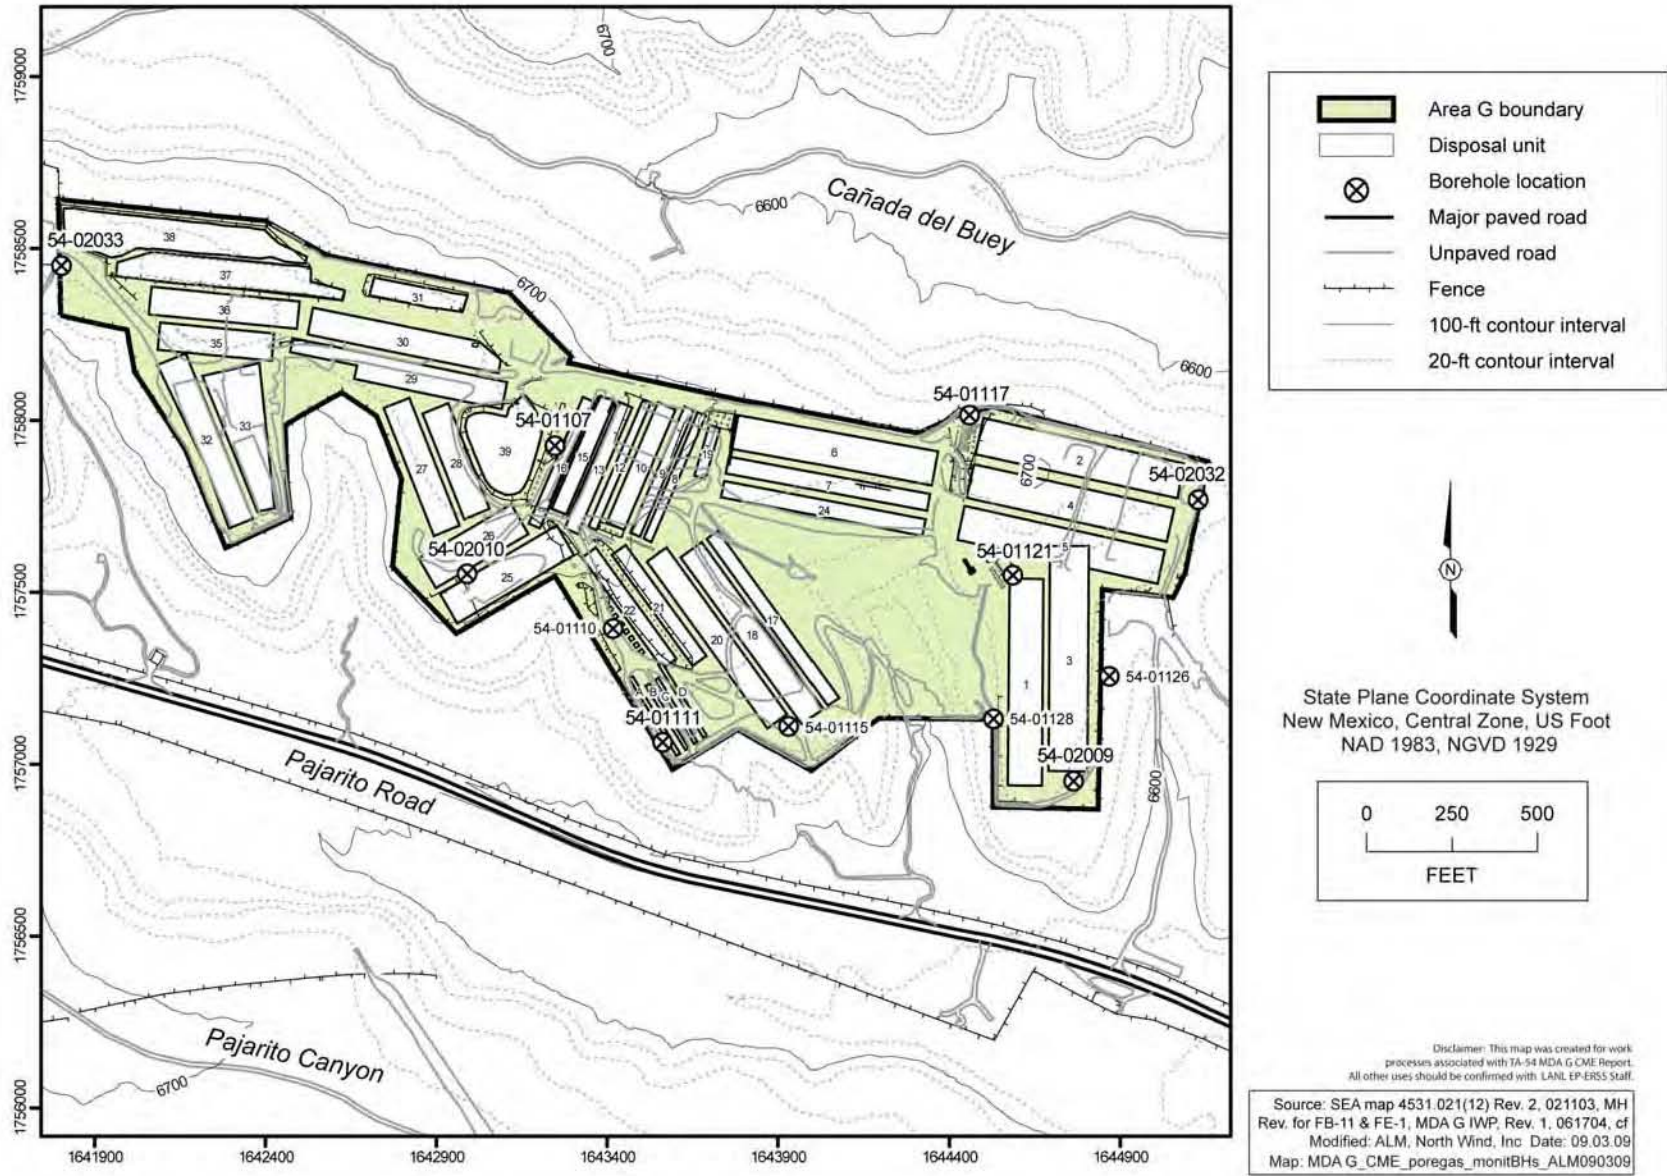 1759000
1758500
1758000
1757500
1757000
1756500
1756000
1641900
1642400
1642900
1643400
1643900
1644400
1644900
6700
Cañada del Buey
6600
6700
6600
54-02033
38
37
36
35
31
30
29
32
33
54-01107
27
28
39
16
15
13
12
10
9
8
19
54-01117
6
7
24
6700
2
54-02032
4
5
54-01121
54-02010
26
25
54-01110
22
21
20
18
17
A
B
C
D
54-01111
54-01115
1
3
54-01126
54-01128
54-02009
6600
Pajarito Road
Pajarito Canyon
6700
Area G boundary
Disposal unit
Borehole location
Major paved road
Unpaved road
Fence
100-ft contour interval
20-ft contour interval
N
State Plane Coordinate System
New Mexico, Central Zone, US Foot
NAD 1983, NGVD 1929
0 250 500
FEET
Disclaimer: This map was created for work
processes associated with TA-54 MDA G CME Report.
All other uses should be confirmed with LANL EP-ERSS Staff.
Source: SEA map 4531.021(12) Rev. 2, 021103, MH
Rev. for FB-11 & FE-1, MDA G IWP, Rev. 1, 061704, cf
Modified: ALM, North Wind, Inc Date: 09.03.09
Map: MDA G_CME_poregas_monitBHs_ALM090309